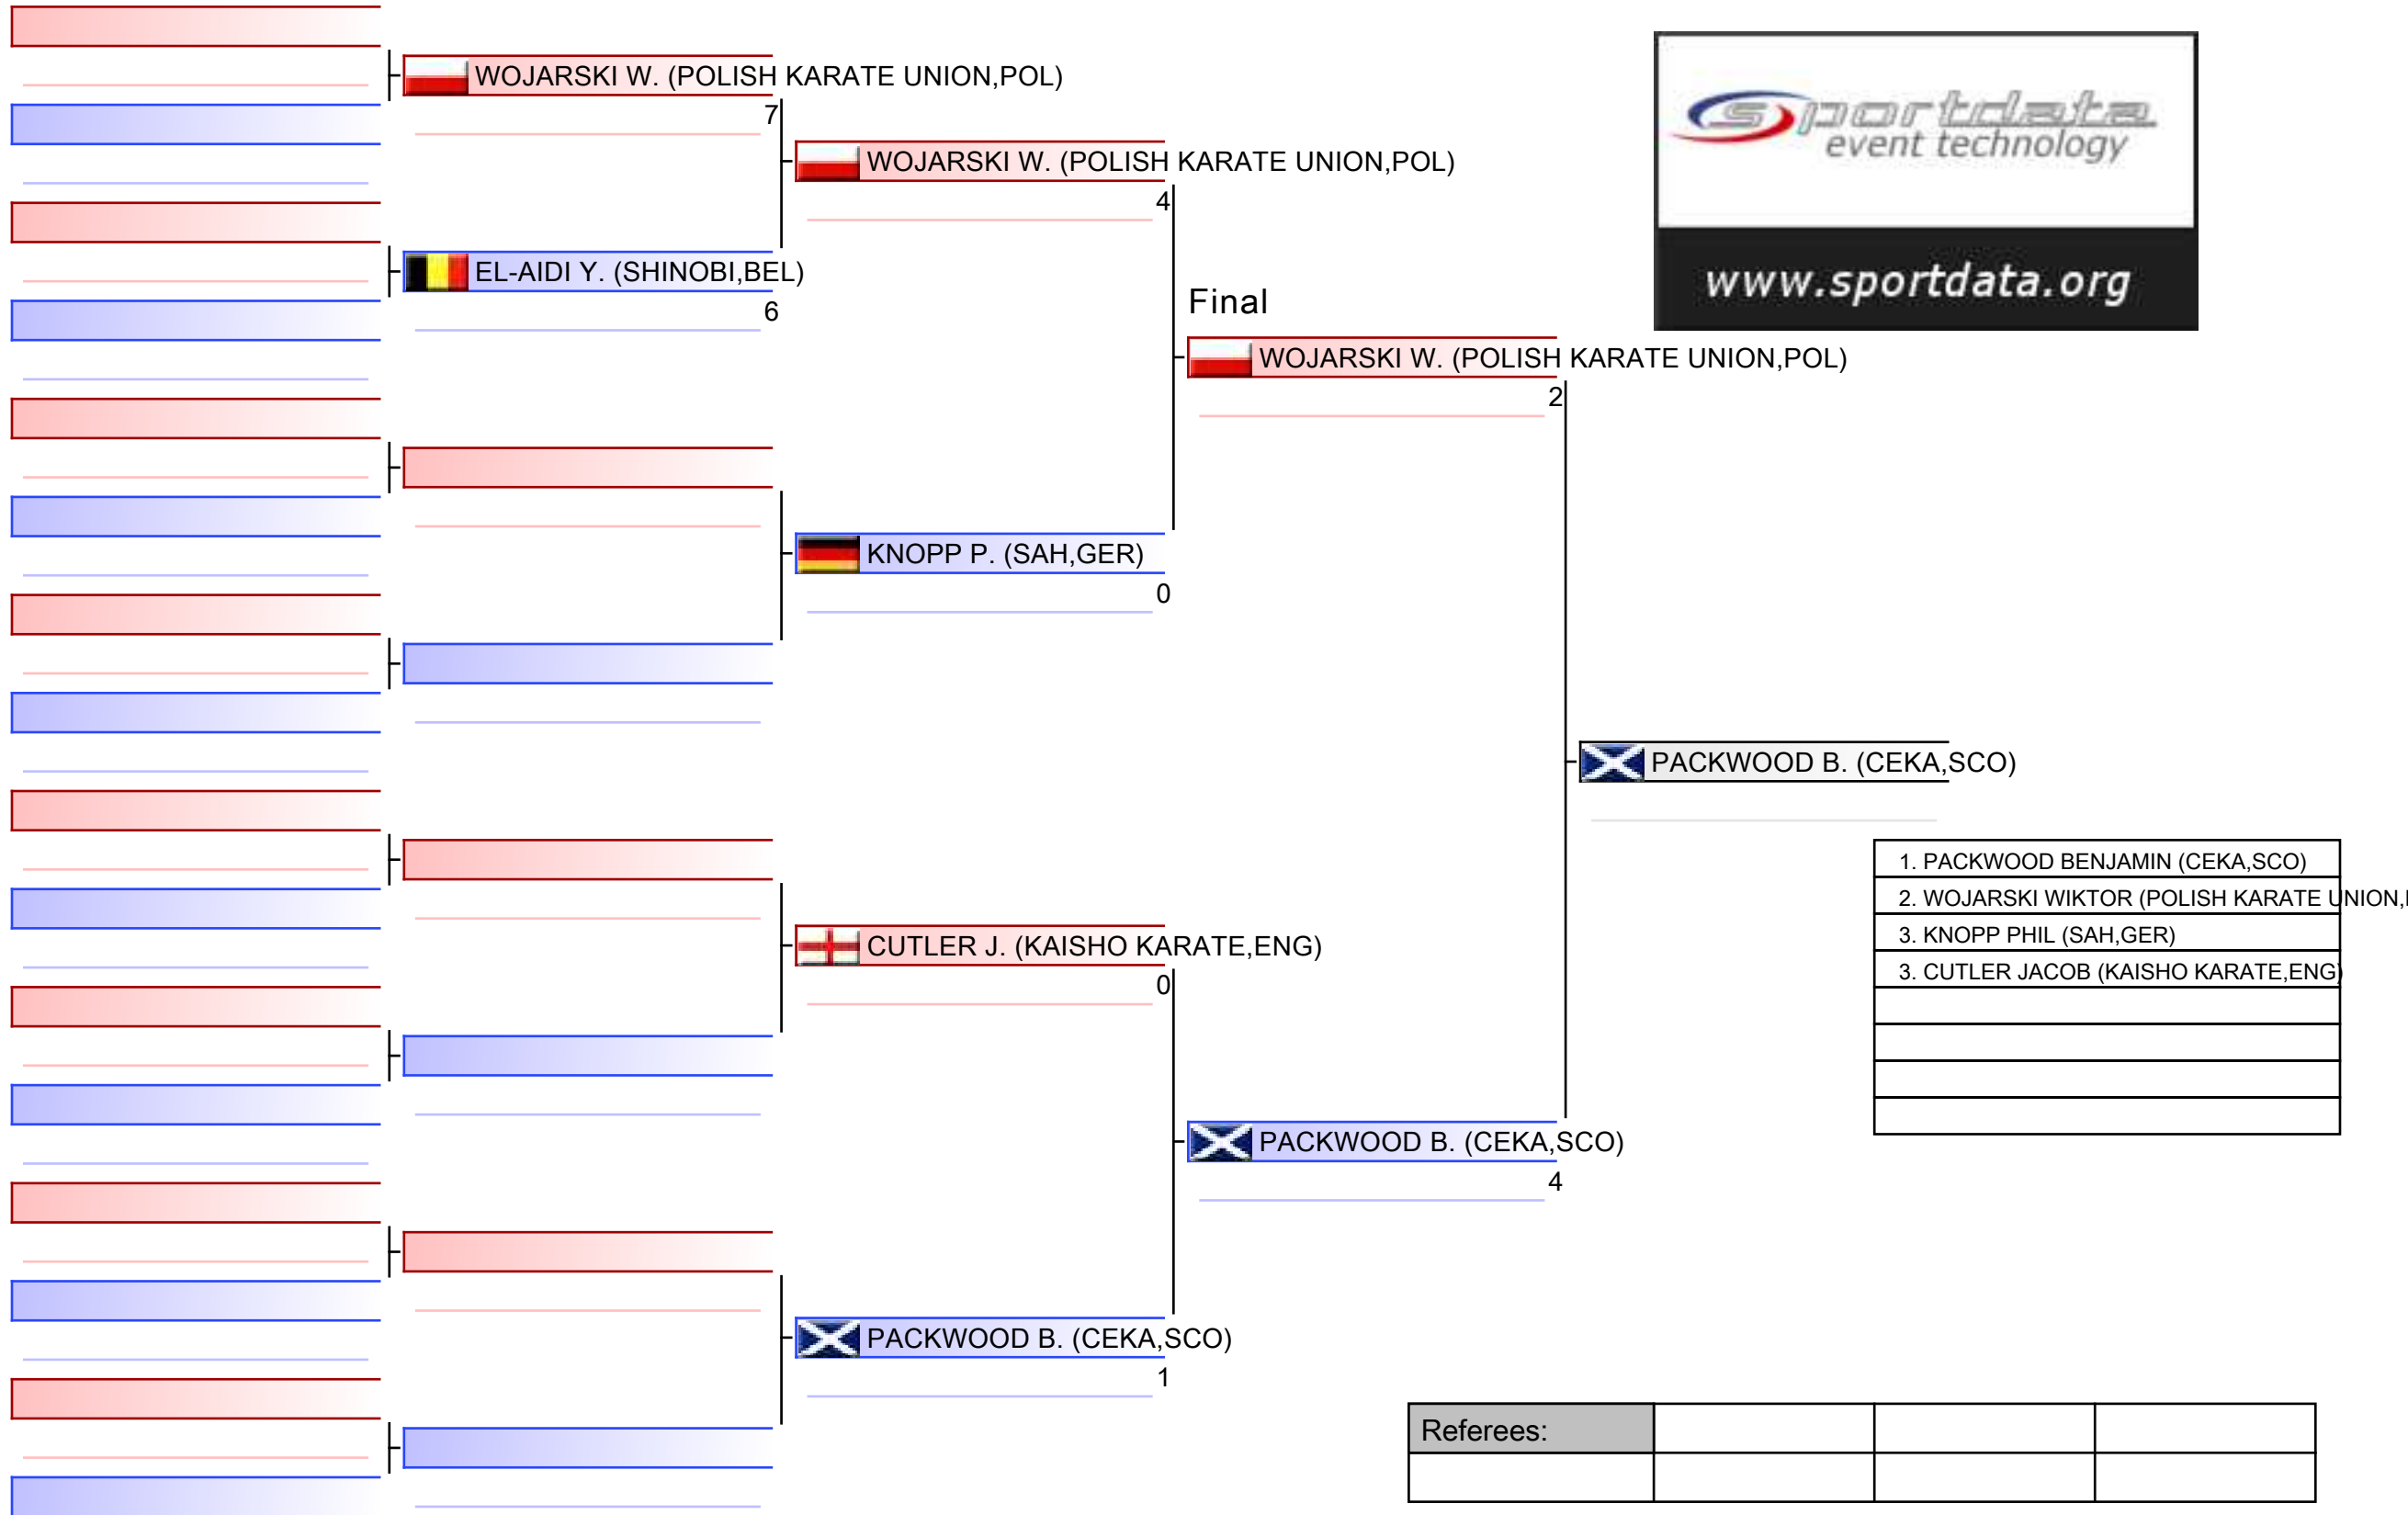 WOJARSKI W. (POLISH KARATE UNION,POL)
7
EL-AIDI Y. (SHINOBI,BEL)
6
WOJARSKI W. (POLISH KARATE UNION,POL)
4
KNOPP P. (SAH,GER)
0
CUTLER J. (KAISHO KARATE,ENG)
0
PACKWOOD B. (CEKA,SCO)
1
Final
WOJARSKI W. (POLISH KARATE UNION,POL)
2
PACKWOOD B. (CEKA,SCO)
4
PACKWOOD B. (CEKA,SCO)
sportdata
event technology
www.sportdata.org
1. PACKWOOD BENJAMIN (CEKA,SCO)
2. WOJARSKI WIKTOR (POLISH KARATE UNION,
3. KNOPP PHIL (SAH,GER)
3. CUTLER JACOB (KAISHO KARATE,ENG)
Referees: